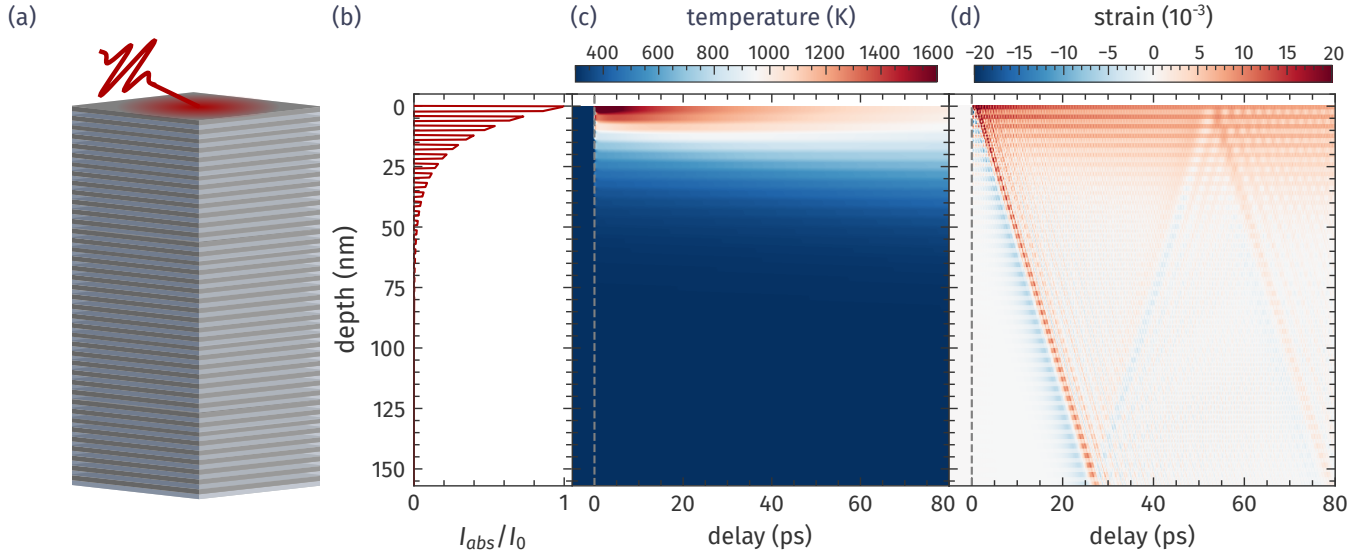 (a)
(b)
(c)
temperature (K)
(d)
strain (10⁻³)
400 600 800 1000 1200 1400 1600
−20 −15 −10 −5 0 5 10 15 20
0
25
50
75
100
125
150
depth (nm)
0 1
0 20 40 60 80
0 20 40 60 80
I_abs/I_0
delay (ps)
delay (ps)